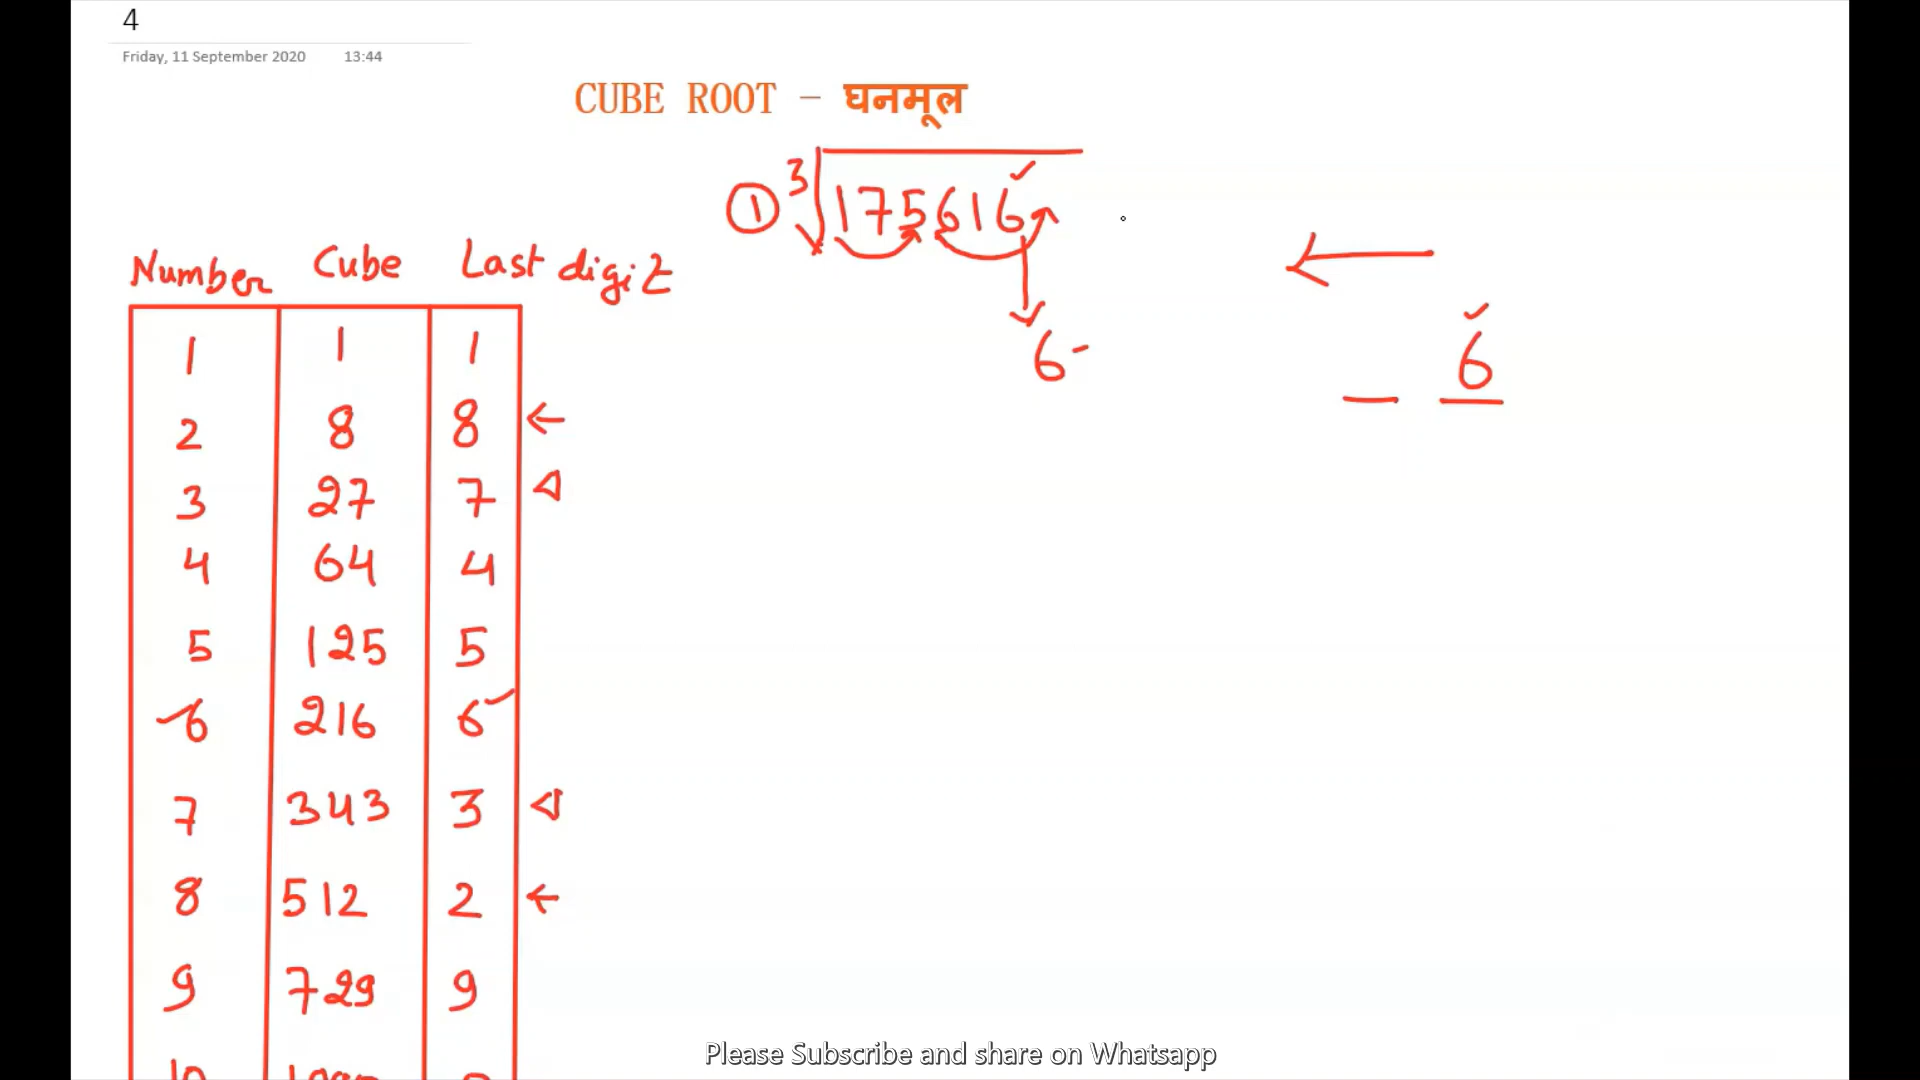 4
Friday, 11 September 2020 13:44
CUBE ROOT - घनमूल
① 3 175616
6
6
Number Cube Last digit
1 1 1
2 8 8
3 27 7
4 64 4
5 125 5
6 216 6
7 343 3
8 512 2
9 729 9
Please Subscribe and share on Whatsapp